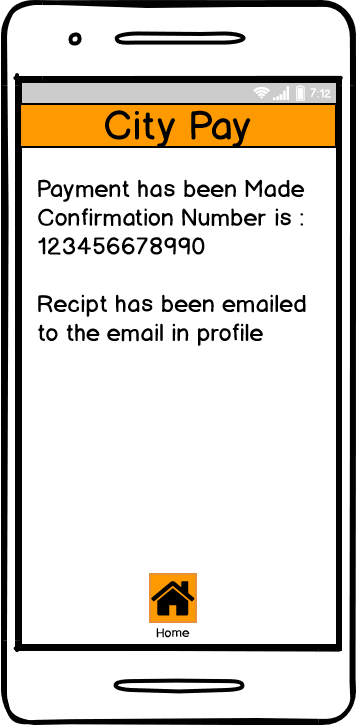 7:12
City Pay
Payment has been Made
Confirmation Number is :
123456678990
Recipt has been emailed
to the email in profile
Home